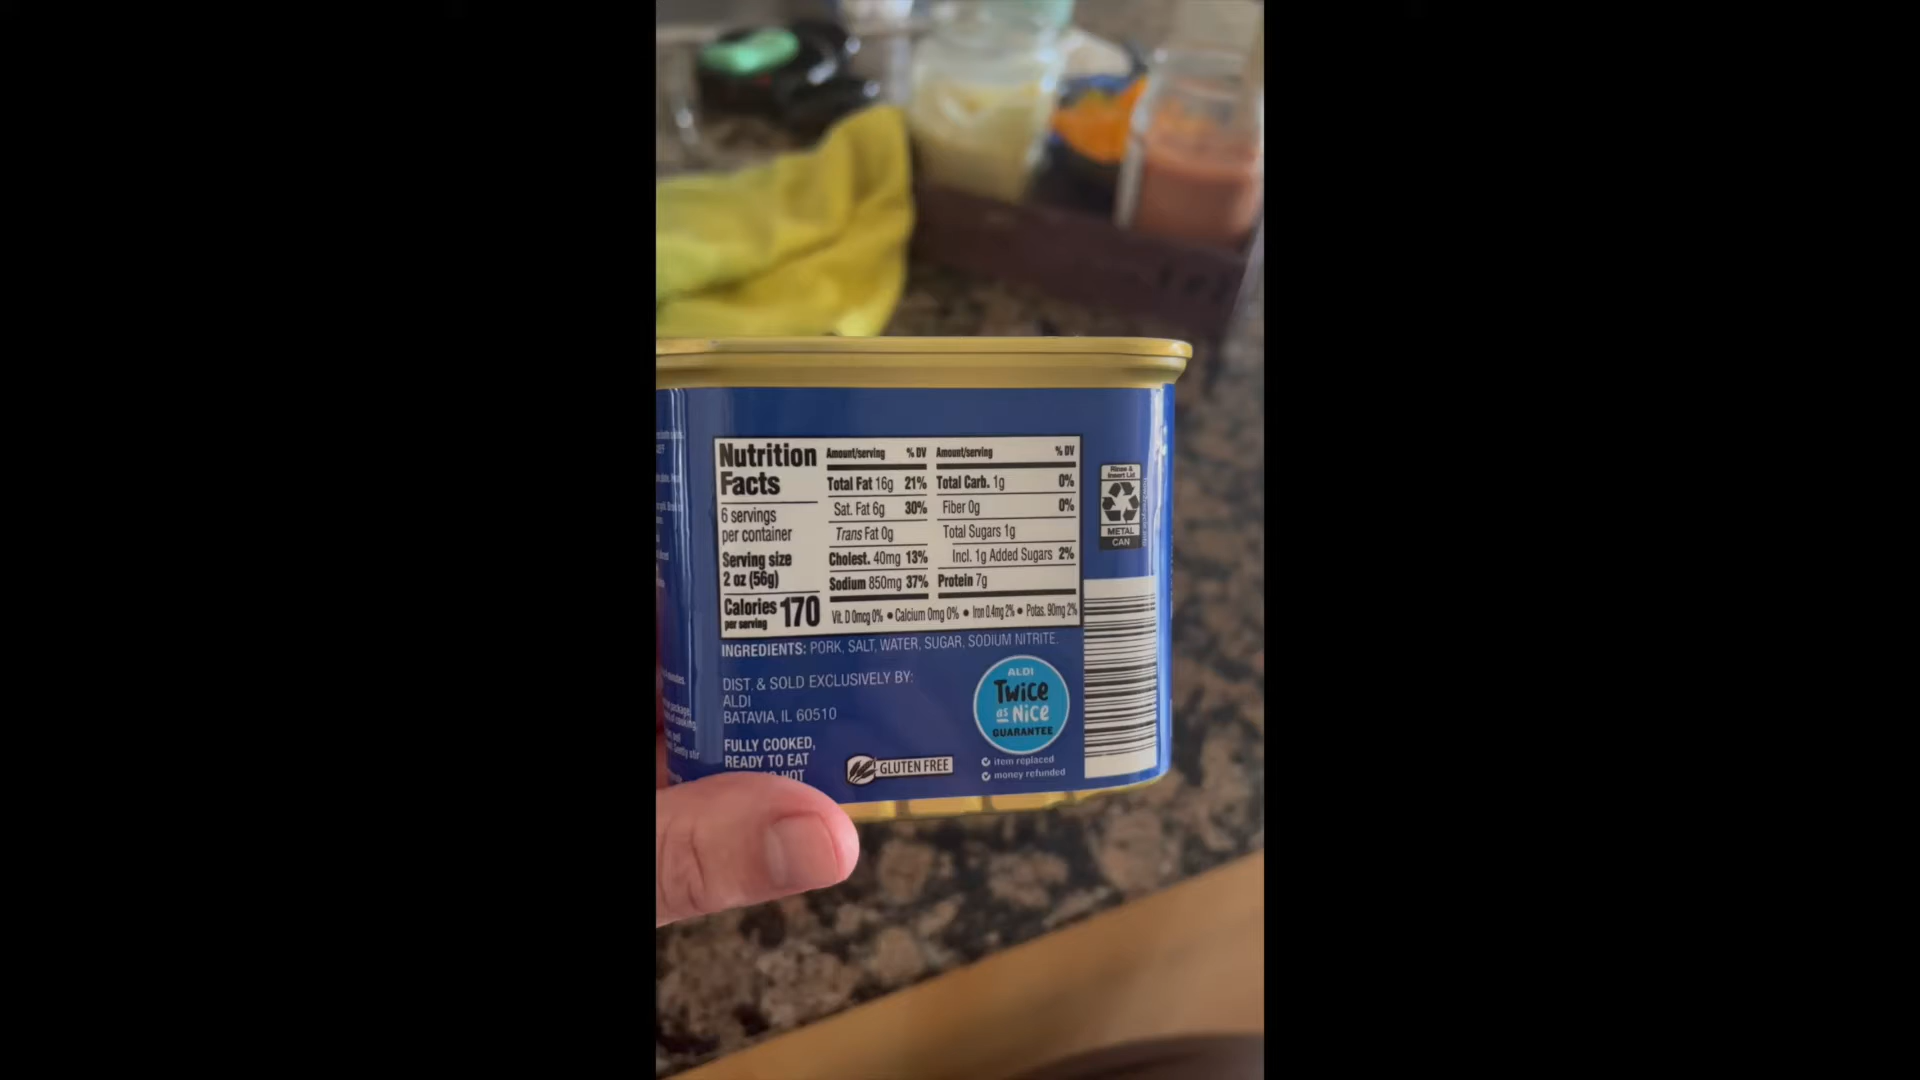 Nutrition
Facts
6 servings
per container
Serving size
2 oz (56g)
Calories 170
per serving
Amount/serving % DV
Total Fat 16g 21%
Sat. Fat 6g 30%
Trans Fat 0g
Cholest. 40mg 13%
Sodium 850mg 37%
Amount/serving % DV
Total Carb. 1g 0%
Fiber 0g 0%
Total Sugars 1g
Incl. 1g Added Sugars 2%
Protein 7g
Vit. D 0mcg 0% • Calcium 0mg 0% • Iron 0.4mg 2% • Potas. 90mg 2%
INGREDIENTS: PORK, SALT, WATER, SUGAR, SODIUM NITRITE.
DIST. & SOLD EXCLUSIVELY BY:
ALDI
BATAVIA, IL 60510
FULLY COOKED,
READY TO EAT
HOT
GLUTEN FREE
ALDI
Twice
as Nice
GUARANTEE
item replaced
money refunded
Rinse &
Insert Lid
METAL
CAN